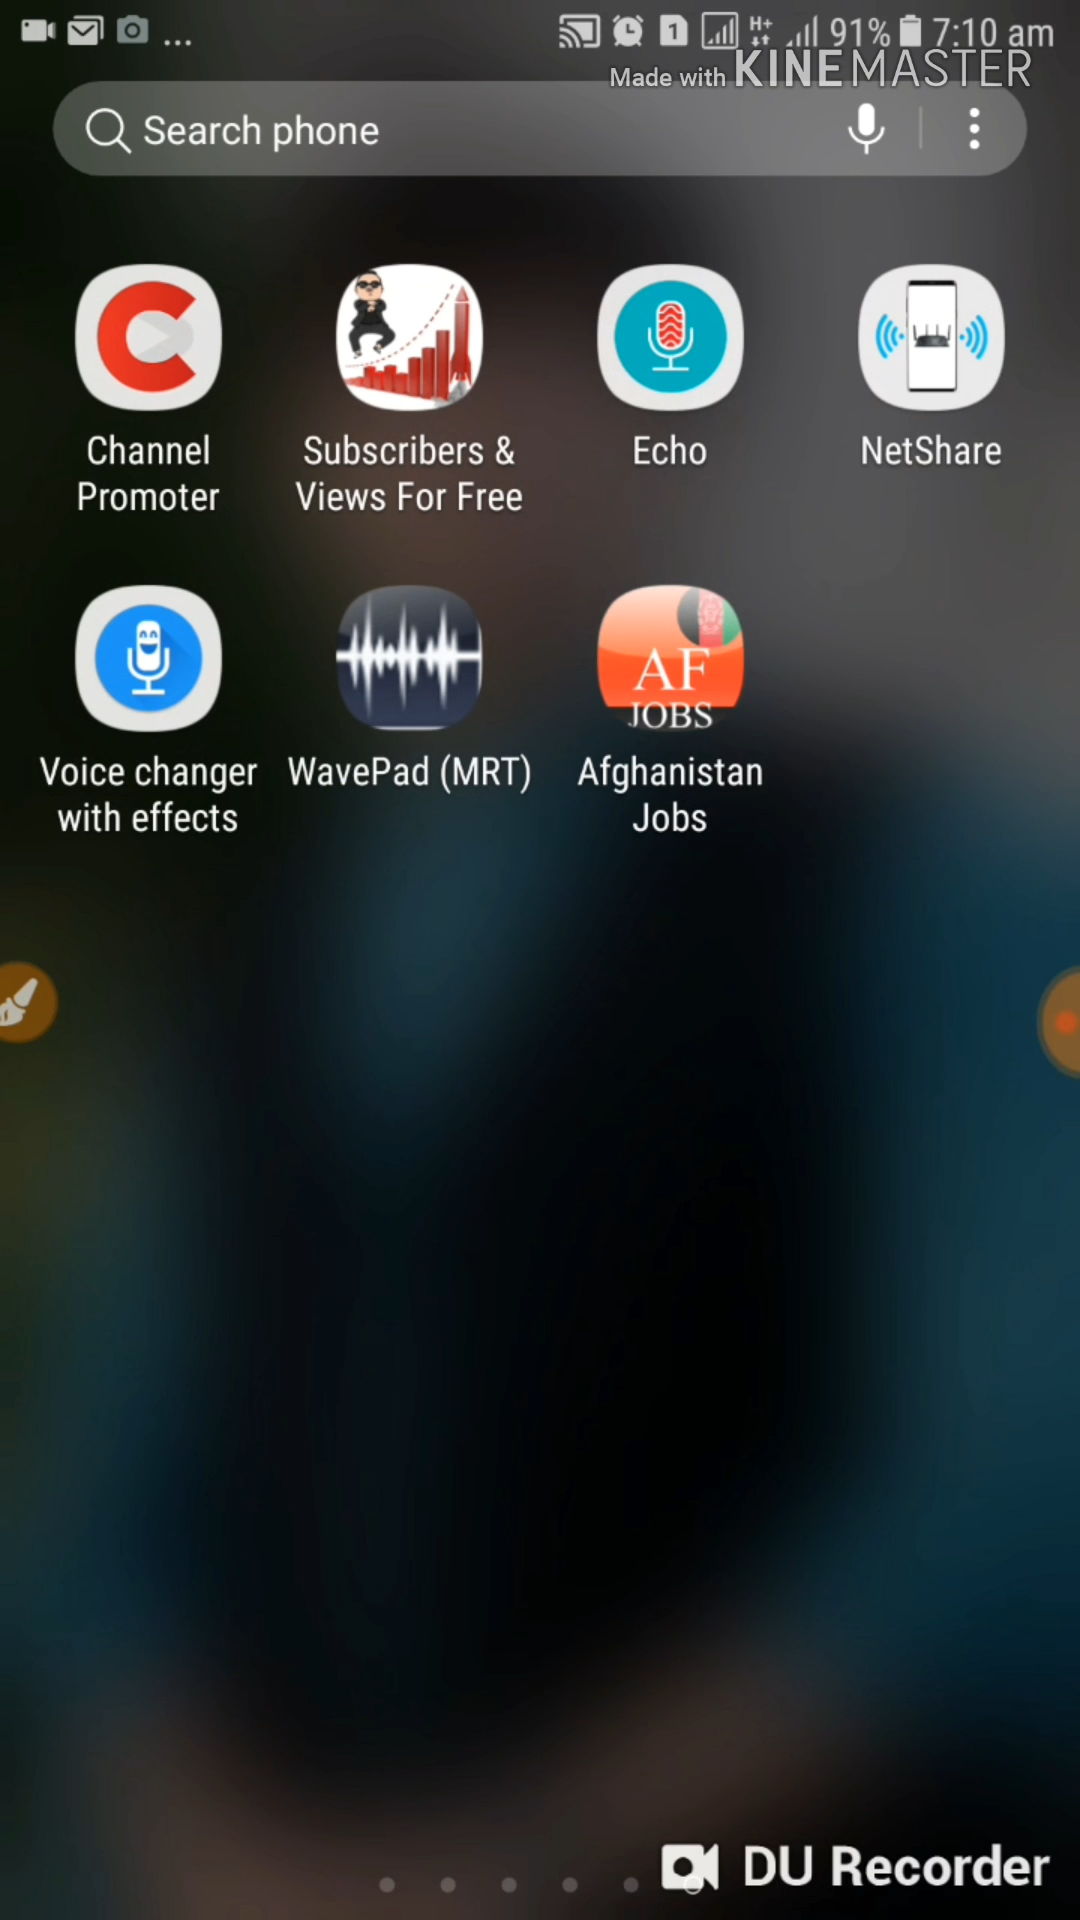 ... 1 H+ 91% 7:10 am
Made with KINEMASTER
Search phone
Channel Promoter
Subscribers & Views For Free
Echo
NetShare
AF
JOBS
Voice changer with effects
WavePad (MRT)
Afghanistan Jobs
DU Recorder